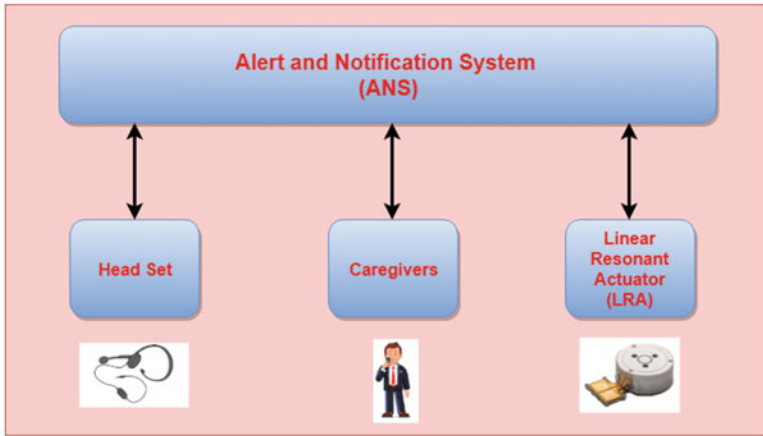 Alert and Notification System
(ANS)
Head Set
Caregivers
Linear
Resonant
Actuator
(LRA)